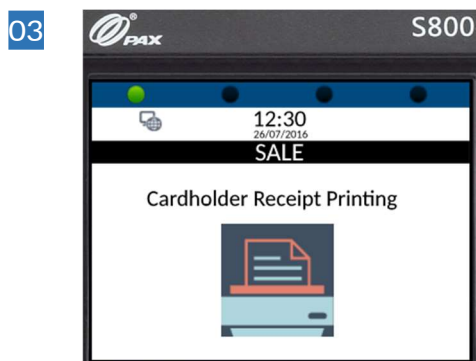 03
PAX®
S800
12:30
26/07/2016
SALE
Cardholder Receipt Printing